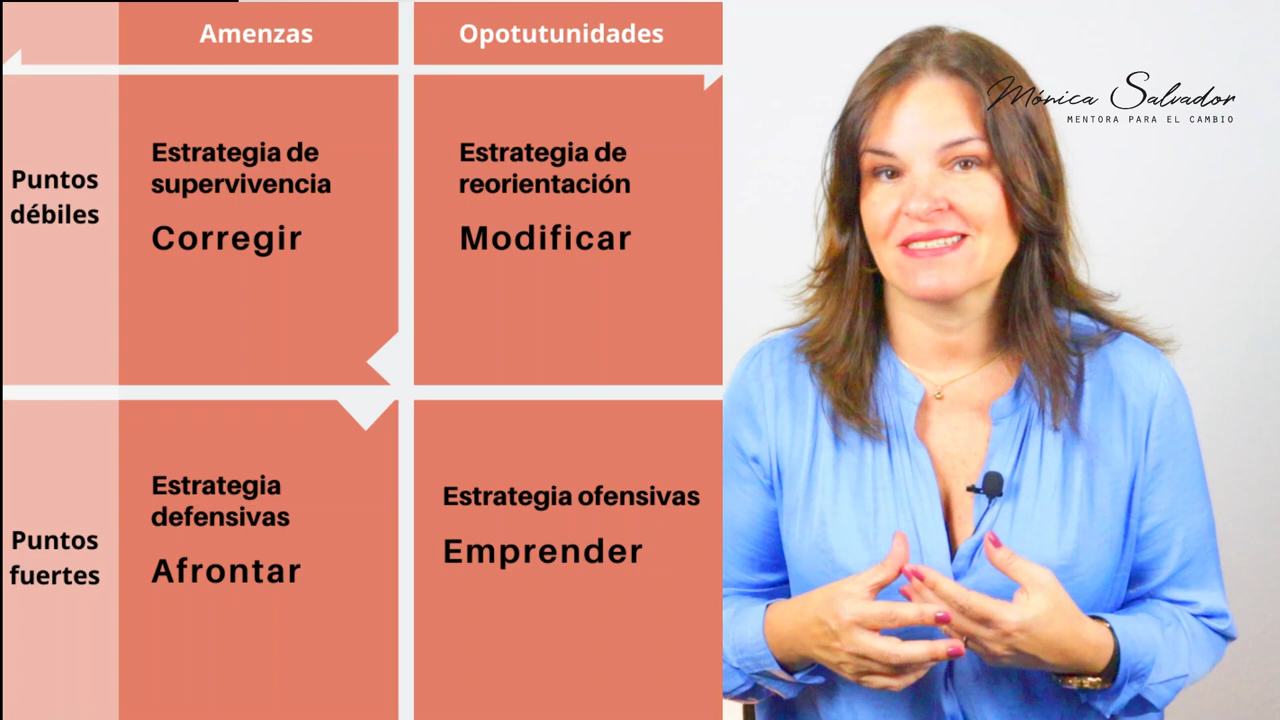 Amenzas
Opotutunidades
Puntos
débiles
Estrategia de
supervivencia
Corregir
Estrategia de
reorientación
Modificar
Puntos
fuertes
Estrategia
defensivas
Afrontar
Estrategia ofensivas
Emprender
Mónica Salvador
MENTORA PARA EL CAMBIO